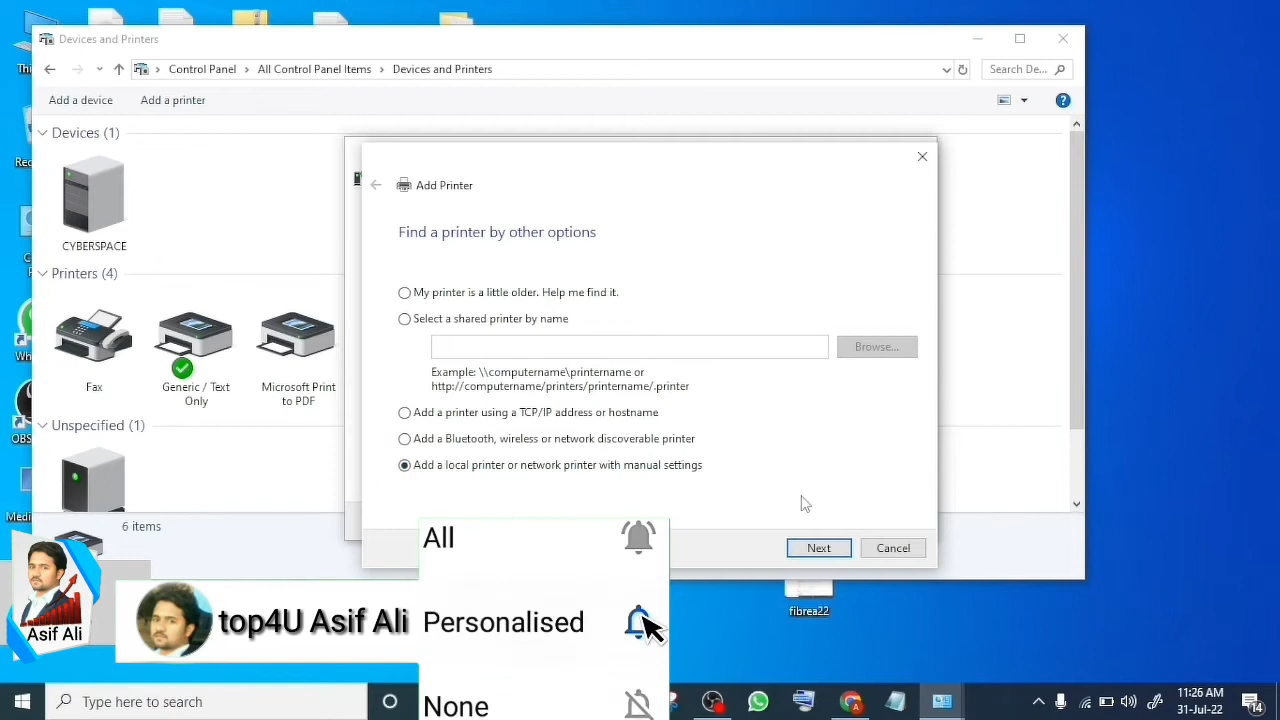 Devices and Printers
Control Panel > All Control Panel Items > Devices and Printers
Search De...
Add a device
Add a printer
Devices (1)
CYBERSPACE
Printers (4)
Fax
Generic / Text Only
Microsoft Print to PDF
Unspecified (1)
6 items
Add Printer
Find a printer by other options
My printer is a little older. Help me find it.
Select a shared printer by name
Browse...
Example: \\computername\printername or
http://computername/printers/printername/.printer
Add a printer using a TCP/IP address or hostname
Add a Bluetooth, wireless or network discoverable printer
Add a local printer or network printer with manual settings
Next
Cancel
fibrea22
All
Personalised
None
top4U Asif Ali
Asif Ali
Type here to search
11:26 AM
31-Jul-22
14